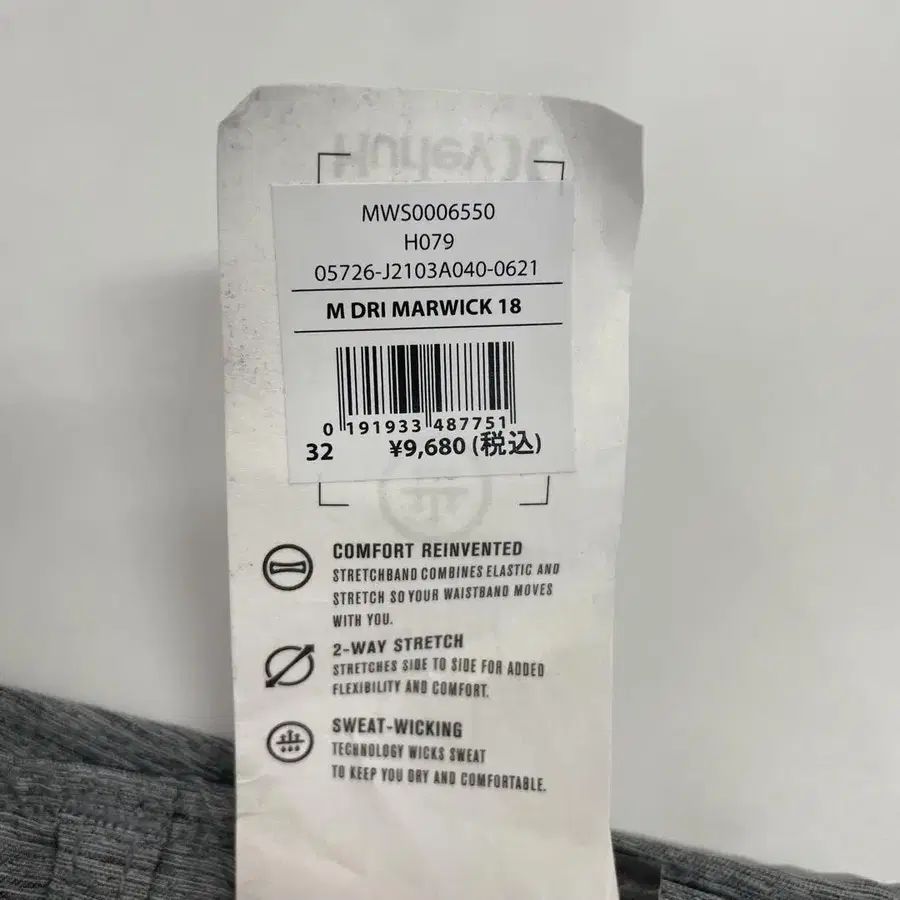 Hurley
MWS0006550
H079
05726-J2103A040-0621
M DRI MARWICK 18
0 191933 487751
32 ¥9,680 (税込)
COMFORT REINVENTED
STRETCHBAND COMBINES ELASTIC AND
STRETCH SO YOUR WAISTBAND MOVES
WITH YOU.
2-WAY STRETCH
STRETCHES SIDE TO SIDE FOR ADDED
FLEXIBILITY AND COMFORT.
SWEAT-WICKING
TECHNOLOGY WICKS SWEAT
TO KEEP YOU DRY AND COMFORTABLE.